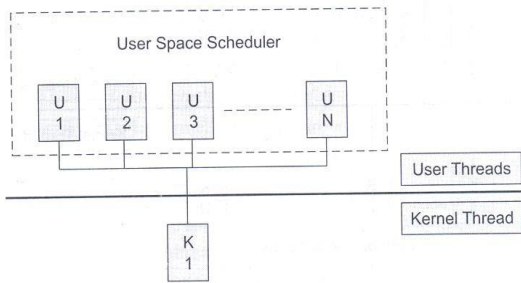 User Space Scheduler
U U U U
1 2 3 N
User Threads
Kernel Thread
K
1